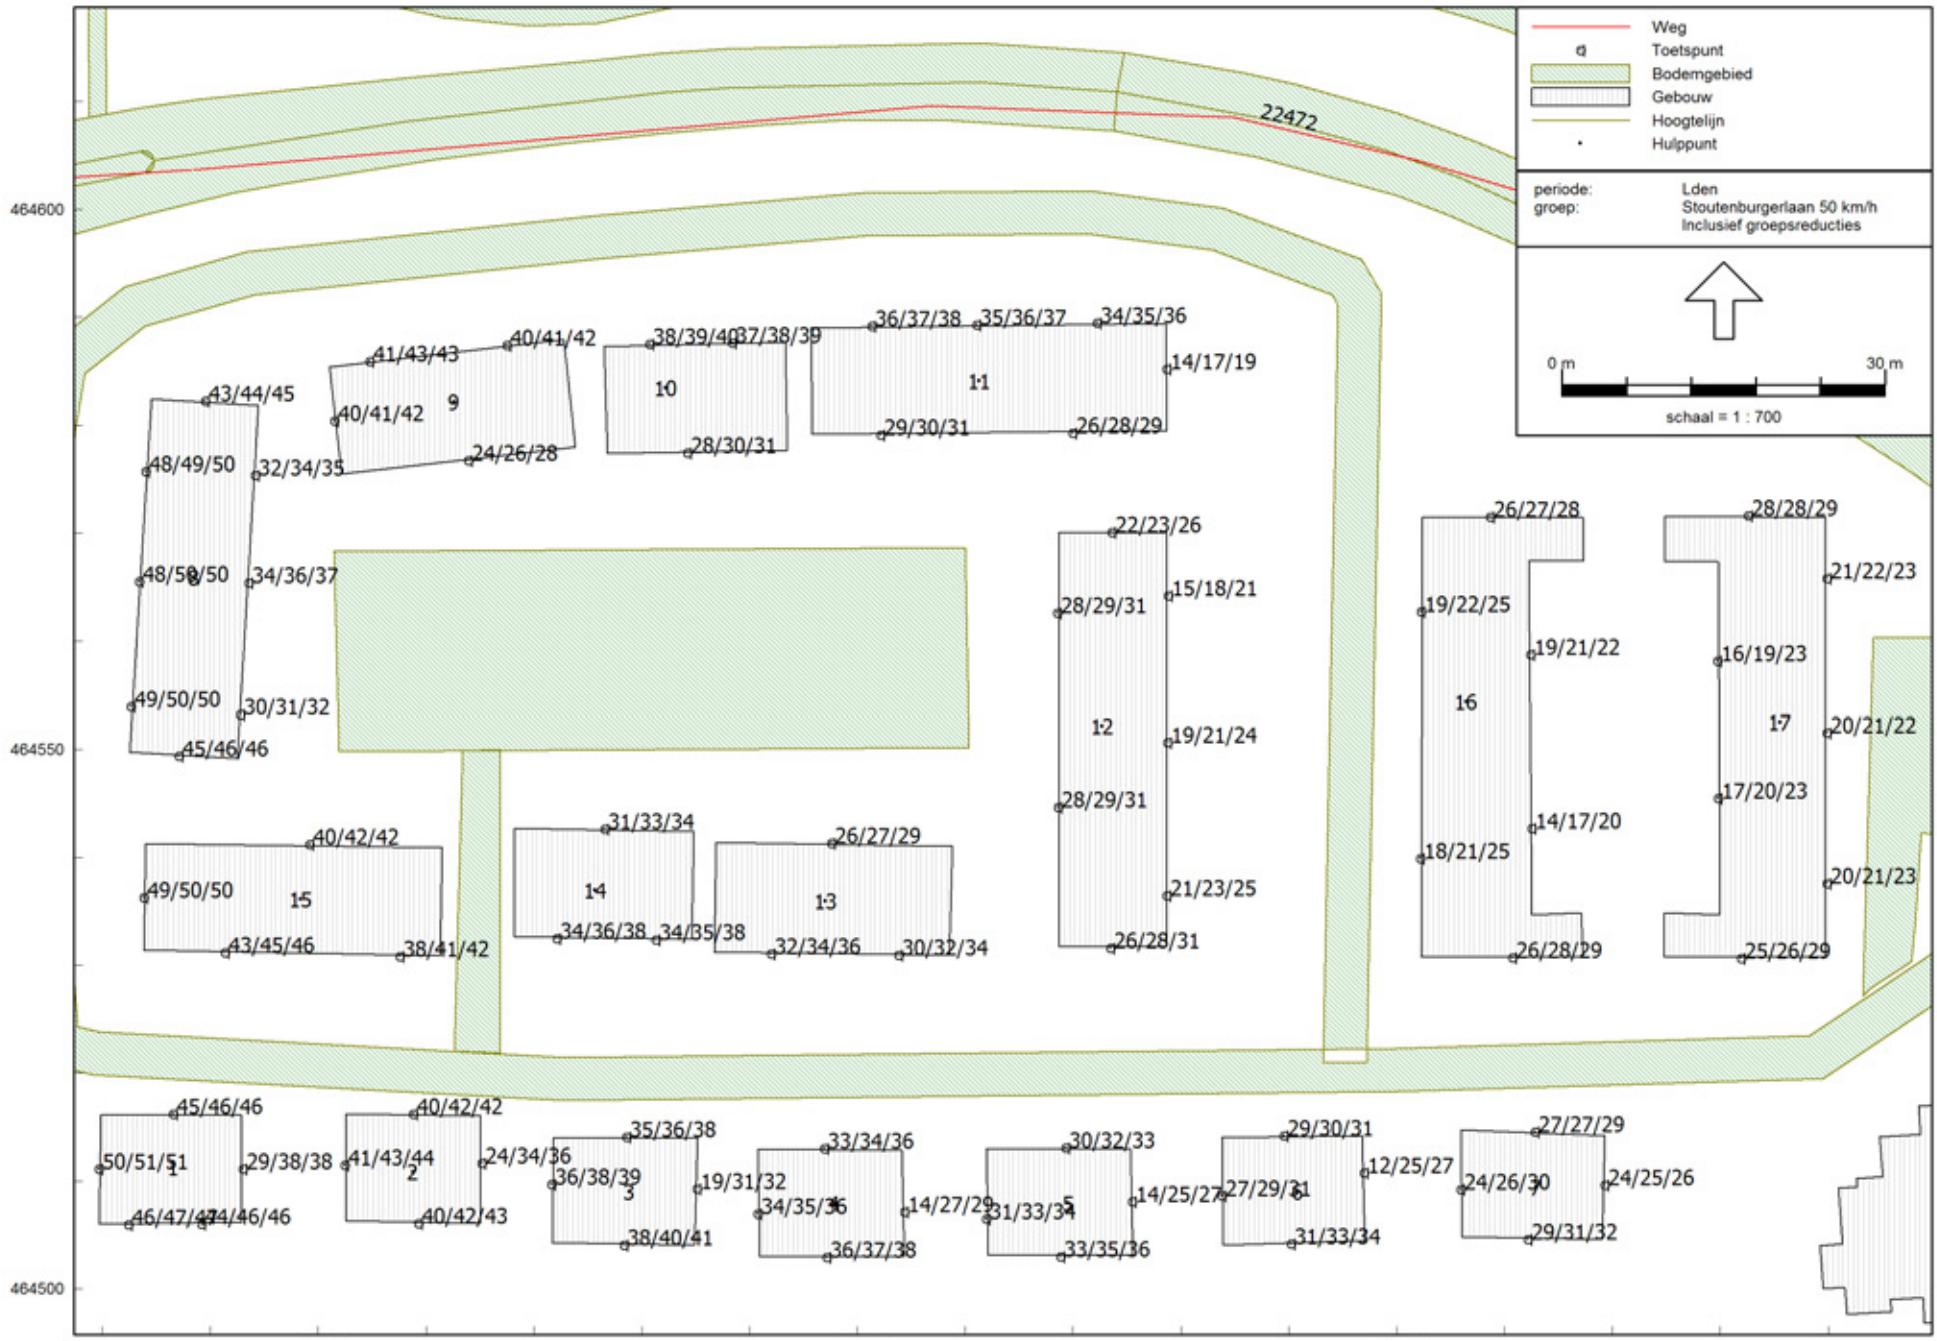 Weg
Toetspunt
Bodemgebied
Gebouw
Hoogtelijn
Hulppunt
22472
periode: Lden
groep: Stoutenburgerlaan 50 km/h
Inclusief groepsreducties
464600
0 m 30 m
schaal = 1 : 700
36/37/38 35/36/37 34/35/36
40/41/42 38/39/40 37/38/39
41/43/43
14/17/19
43/44/45 9 10 11
40/41/42
29/30/31 26/28/29
24/26/28 28/30/31
48/49/50 32/34/35
26/27/28 28/28/29
22/23/26
48/50/50 8 34/36/37
15/18/21 21/22/23
28/29/31 19/22/25
19/21/22 16/19/23
49/50/50 30/31/32
12 16 17
19/21/24 20/21/22
464550 45/46/46
28/29/31 17/20/23
31/33/34 14/17/20
40/42/42 26/27/29
18/21/25
49/50/50 15 14 13 21/23/25 20/21/23
43/45/46 38/41/42 34/36/38 34/35/38 32/34/36 30/32/34 26/28/31 26/28/29 25/26/29
45/46/46 40/42/42
35/36/38 33/34/36 30/32/33 29/30/31 27/27/29
50/51/51 1 29/38/38 41/43/44 2 24/34/36
36/38/39 3 19/31/32 12/25/27 24/26/30 7 24/25/26
34/35/36 4 14/27/29 31/33/34 5 14/25/27 27/29/31 6
46/47/47 44/46/46 40/42/43
38/40/41 36/37/38 33/35/36 31/33/34 29/31/32
464500